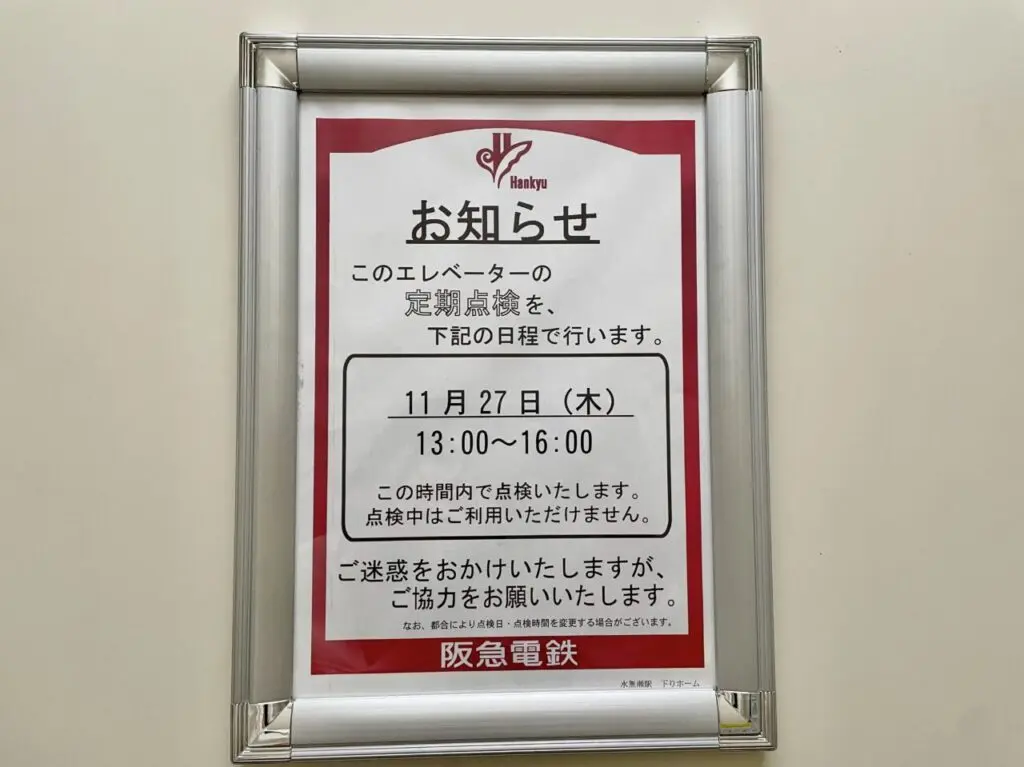 Hankyu
お知らせ
このエレベーターの
定期点検を、
下記の日程で行います。
11月27日（木）
13:00～16:00
この時間内で点検いたします。
点検中はご利用いただけません。
ご迷惑をおかけいたしますが、
ご協力をお願いいたします。
なお、都合により点検日・点検時間を変更する場合がございます。
阪急電鉄
水無瀬駅　下りホーム